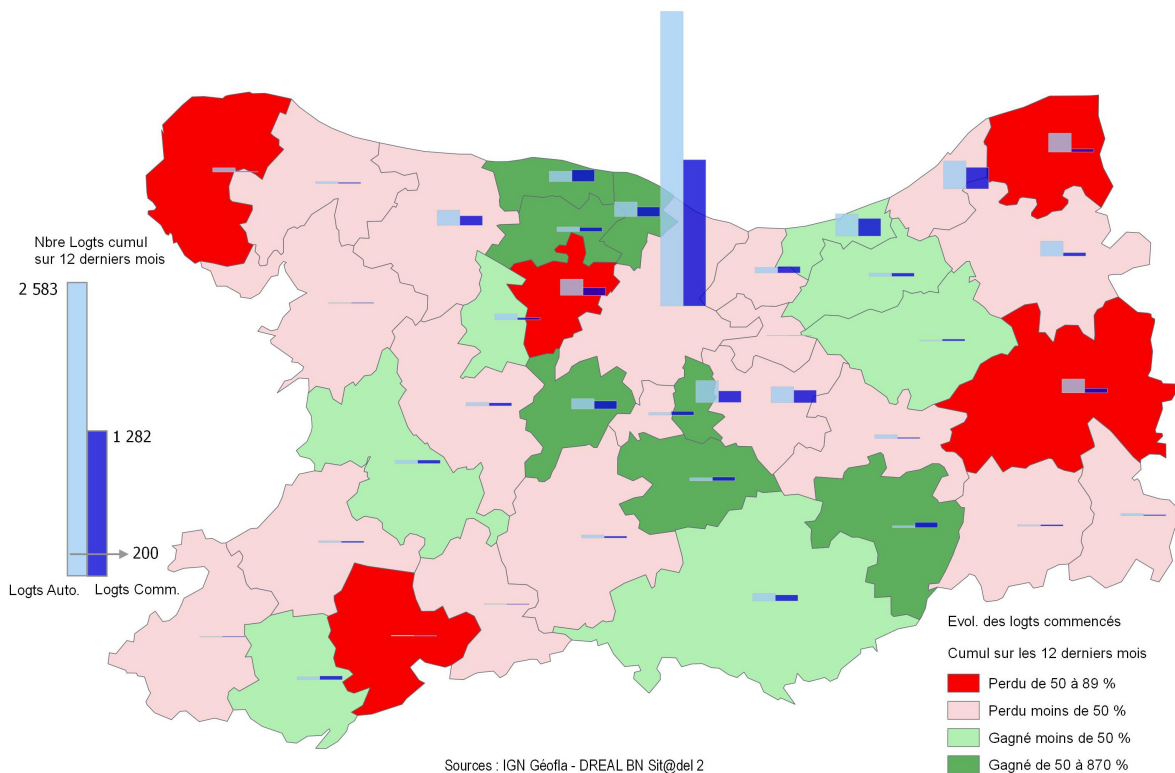 Nbre Logts cumul
sur 12 derniers mois
2 583
1 282
200
Logts Auto.
Logts Comm.
Evol. des logts commencés
Cumul sur les 12 derniers mois
Perdu de 50 à 89 %
Perdu moins de 50 %
Gagné moins de 50 %
Gagné de 50 à 870 %
Sources : IGN Géofla - DREAL BN Sit@del 2